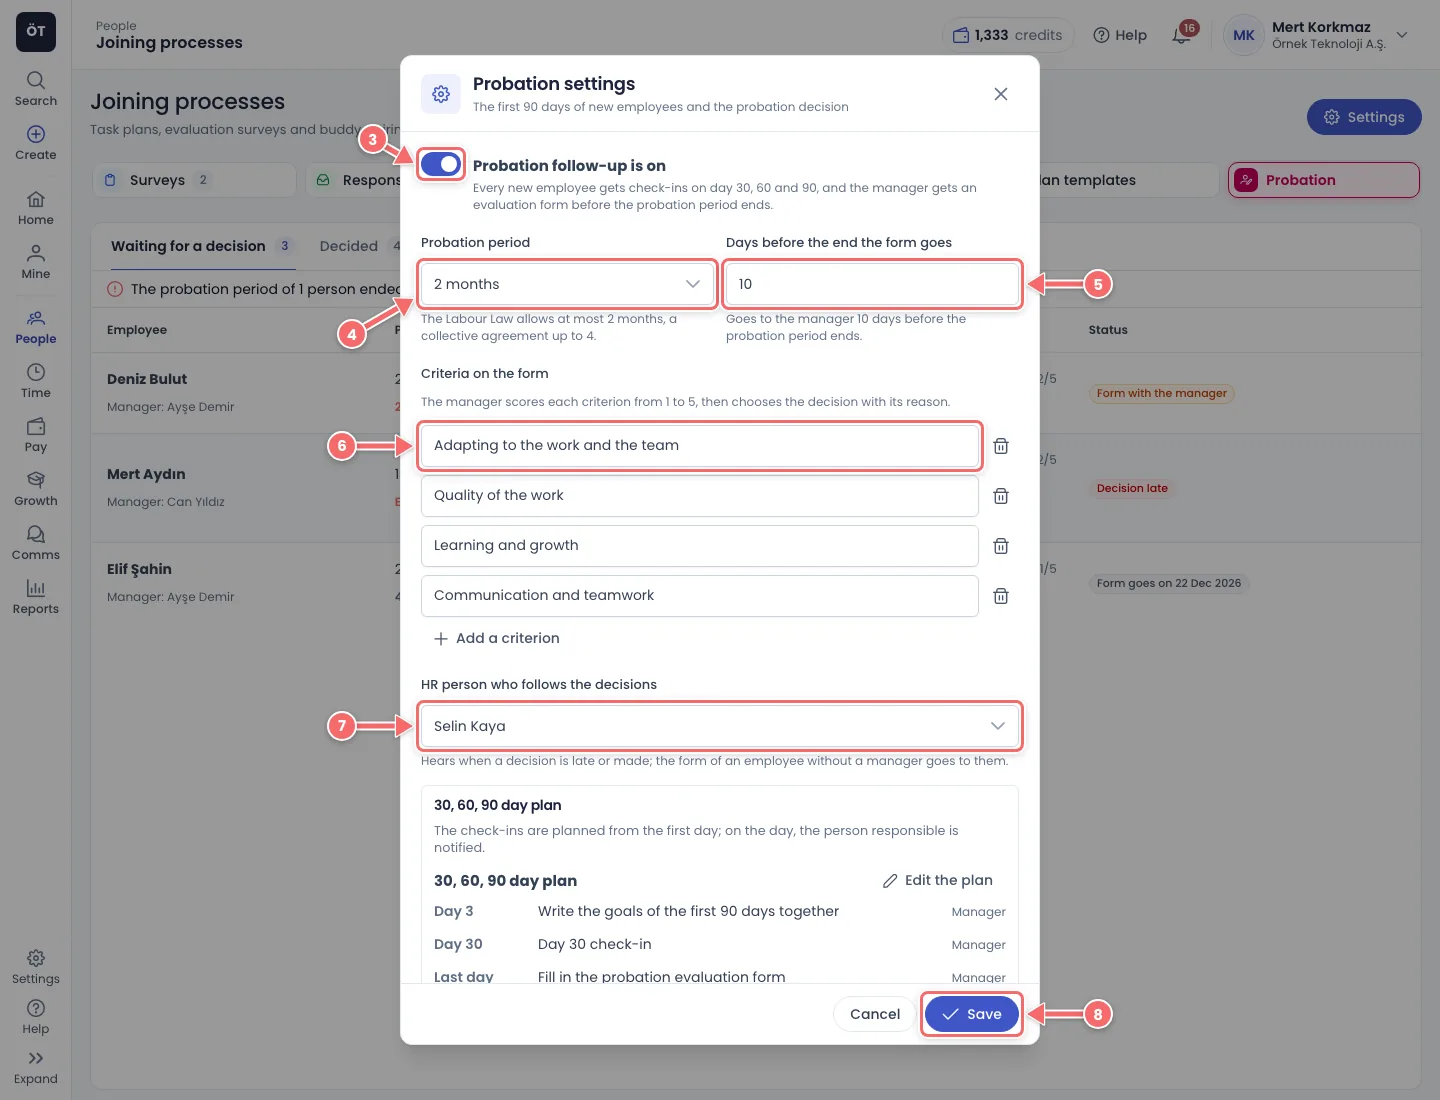 ÖT
People
Joining processes
1,333 credits
Help
16
MK
Mert Korkmaz
Örnek Teknoloji A.Ş.
Search
Create
Home
Mine
People
Time
Pay
Growth
Comms
Reports
Settings
Help
Expand
Joining processes
Task plans, evaluation surveys and buddy
Settings
Surveys 2
Respons
templates
Probation
Waiting for a decision 3
Decided 4
The probation period of 1 person ended
Employee
Status
Deniz Bulut
Manager: Ayşe Demir
2/5
Form with the manager
Mert Aydın
Manager: Can Yıldız
2/5
Decision late
Elif Şahin
Manager: Ayşe Demir
1/5
Form goes on 22 Dec 2026
Probation settings
The first 90 days of new employees and the probation decision
3
Probation follow-up is on
Every new employee gets check-ins on day 30, 60 and 90, and the manager gets an
evaluation form before the probation period ends.
Probation period
Days before the end the form goes
2 months
10
5
4
The Labour Law allows at most 2 months, a
collective agreement up to 4.
Goes to the manager 10 days before the
probation period ends.
Criteria on the form
The manager scores each criterion from 1 to 5, then chooses the decision with its reason.
6
Adapting to the work and the team
Quality of the work
Learning and growth
Communication and teamwork
Add a criterion
HR person who follows the decisions
7
Selin Kaya
Hears when a decision is late or made; the form of an employee without a manager goes to them.
30, 60, 90 day plan
The check-ins are planned from the first day; on the day, the person responsible is
notified.
30, 60, 90 day plan
Edit the plan
Day 3 Write the goals of the first 90 days together Manager
Day 30 Day 30 check-in Manager
Last day Fill in the probation evaluation form Manager
Cancel
Save
8